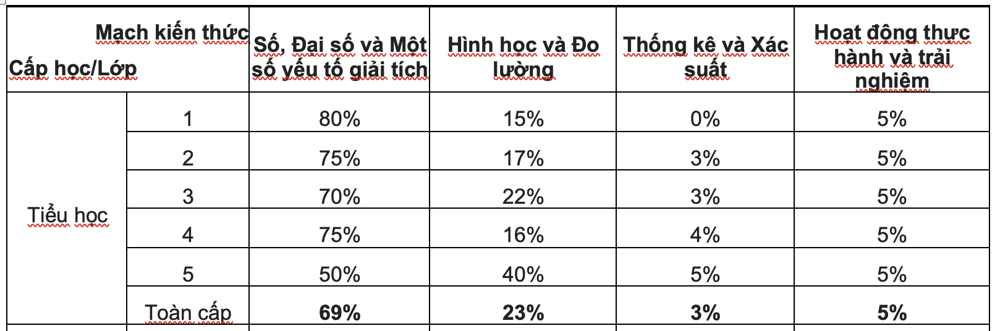 Mạch kiến thức
Cấp học/Lớp
Số, Đại số và Một
số yếu tố giải tích
Hình học và Đo
lường
Thống kê và Xác
suất
Hoạt động thực
hành và trải
nghiệm
Tiểu học
1 80% 15% 0% 5%
2 75% 17% 3% 5%
3 70% 22% 3% 5%
4 75% 16% 4% 5%
5 50% 40% 5% 5%
Toàn cấp 69% 23% 3% 5%